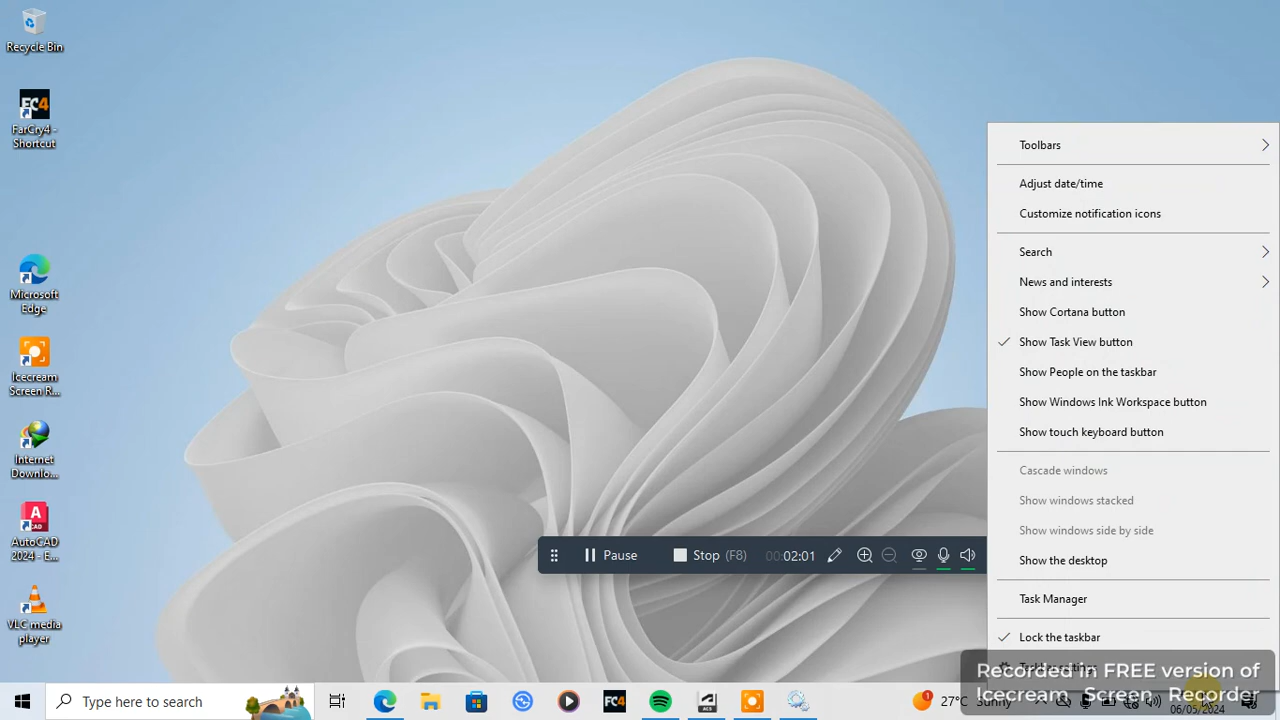 Recycle Bin
FarCry4 -
Shortcut
Microsoft
Edge
Icecream
Screen R...
Internet
Downlo...
AutoCAD
2024 - E...
VLC media
player
Toolbars
Adjust date/time
Customize notification icons
Search
News and interests
Show Cortana button
Show Task View button
Show People on the taskbar
Show Windows Ink Workspace button
Show touch keyboard button
Cascade windows
Show windows stacked
Show windows side by side
Show the desktop
Task Manager
Lock the taskbar
Pause
Stop (F8)
00:02:01
Recorded in FREE version of
Icecream Screen Recorder
Type here to search
FC4
1
27°C Sunny
06/05/2024